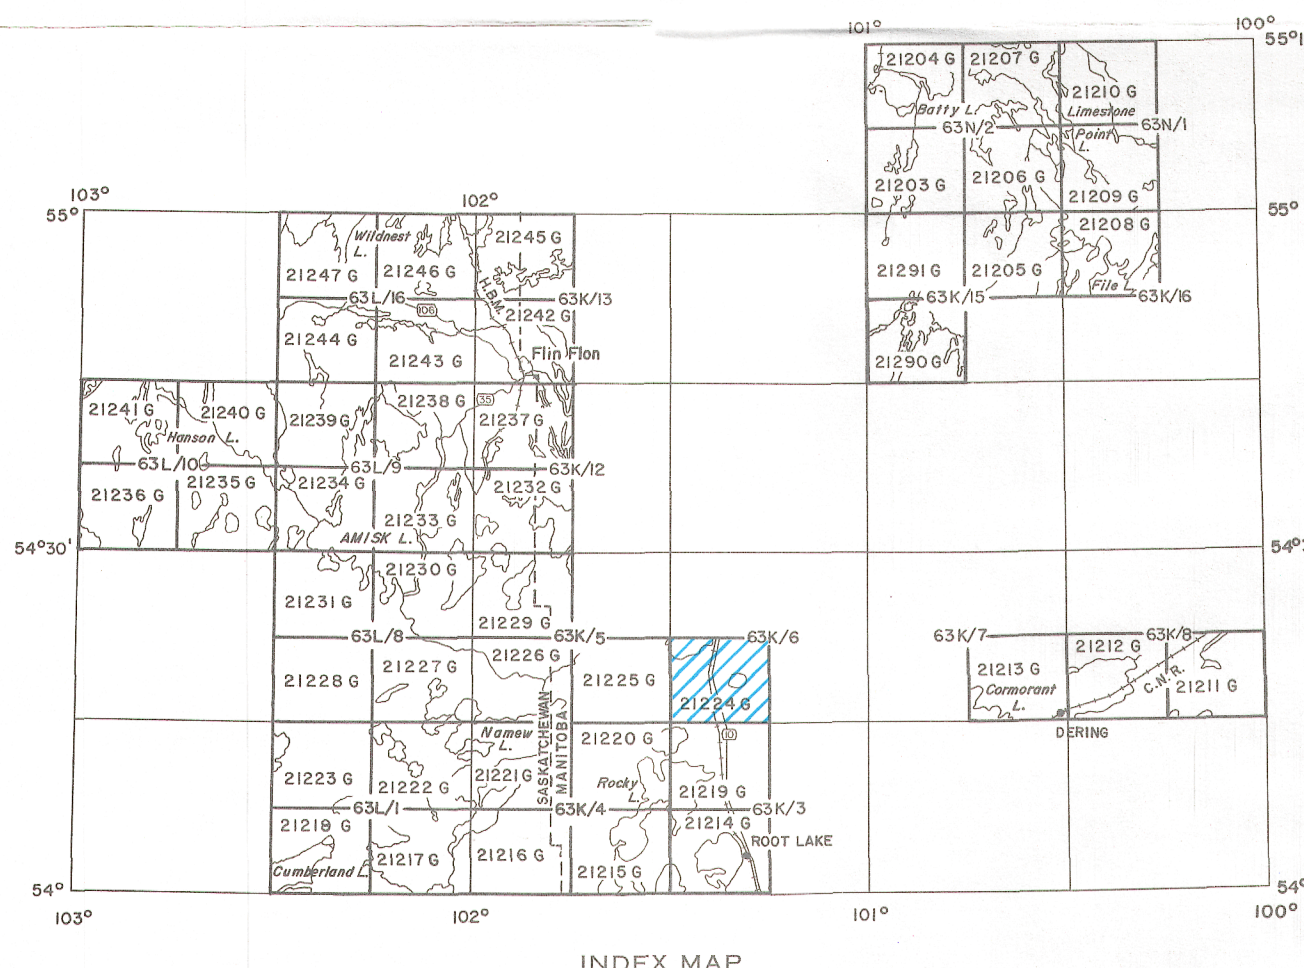 100°
101°
55°1
21204 G
21207 G
21210 G
Batty L.
Limestone
Point
L.
63N/2
63N/1
21203 G
21206 G
21209 G
103°
102°
55°
55°
21208 G
Wildnest
L.
21245 G
21247 G
21246 G
21291 G
21205 G
File L.
63L/16
63K/13
63K/15
63K/16
H.B.M.
106
21242 G
21244 G
21243 G
Flin Flon
21290 G
21241 G
21240 G
21239 G
21238 G
35
21237 G
Hanson L.
63L/10
63L/9
63K/12
21236 G
21235 G
21234 G
21232 G
21233 G
AMISK L.
54°30'
54°3
21230 G
21231 G
21229 G
63L/8
63K/5
63K/6
63K/7
63K/8
21226 G
21212 G
21228 G
21227 G
21225 G
21213 G
Cormorant
L.
C.N.R.
21211 G
21224 G
SASKATCHEWAN
MANITOBA
DERING
Namew
L.
21220 G
10
21223 G
21222 G
21221 G
Rocky
L.
21219 G
63L/1
63K/4
63K/3
21218 G
21214 G
ROOT LAKE
21217 G
21216 G
21215 G
Cumberland L.
54°
54°
103°
102°
101°
100°
INDEX MAP